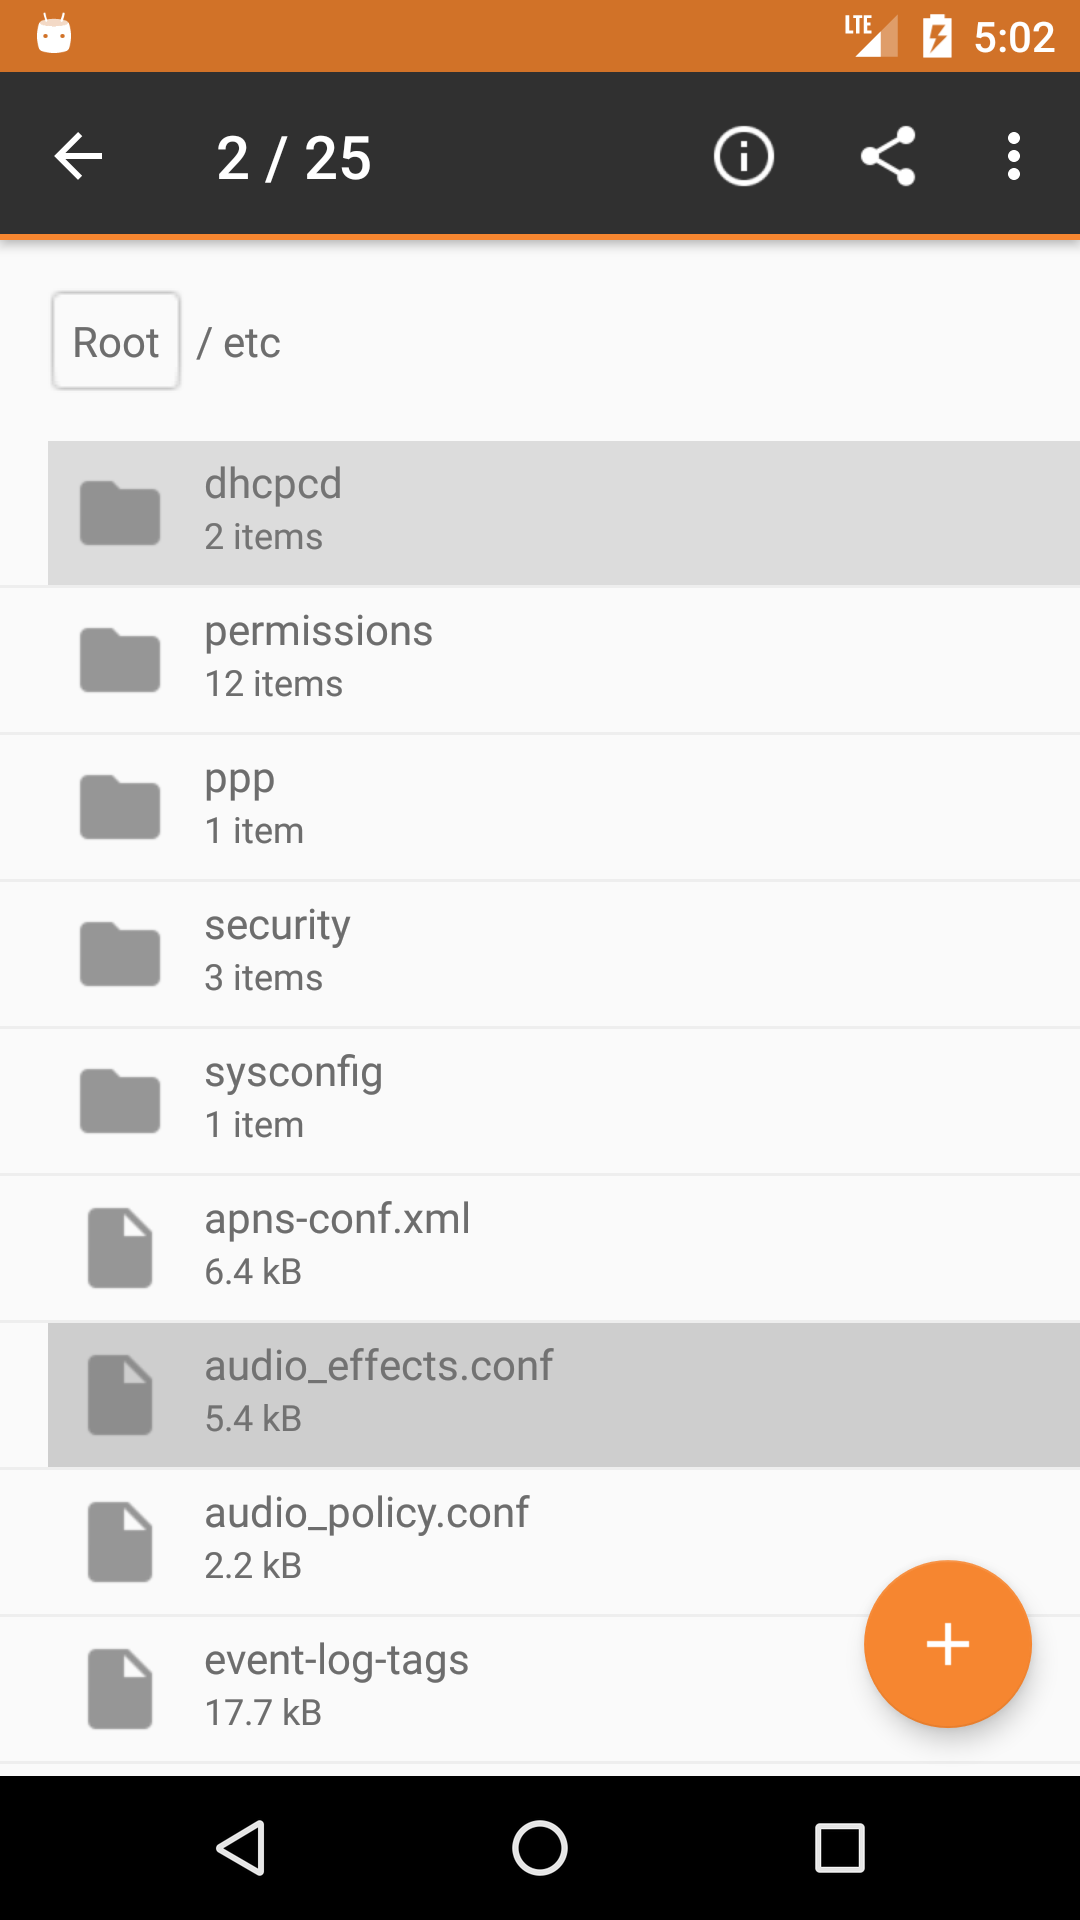 LTE 5:02
2 / 25
Root / etc
dhcpcd
2 items
permissions
12 items
ppp
1 item
security
3 items
sysconfig
1 item
apns-conf.xml
6.4 kB
audio_effects.conf
5.4 kB
audio_policy.conf
2.2 kB
event-log-tags
17.7 kB